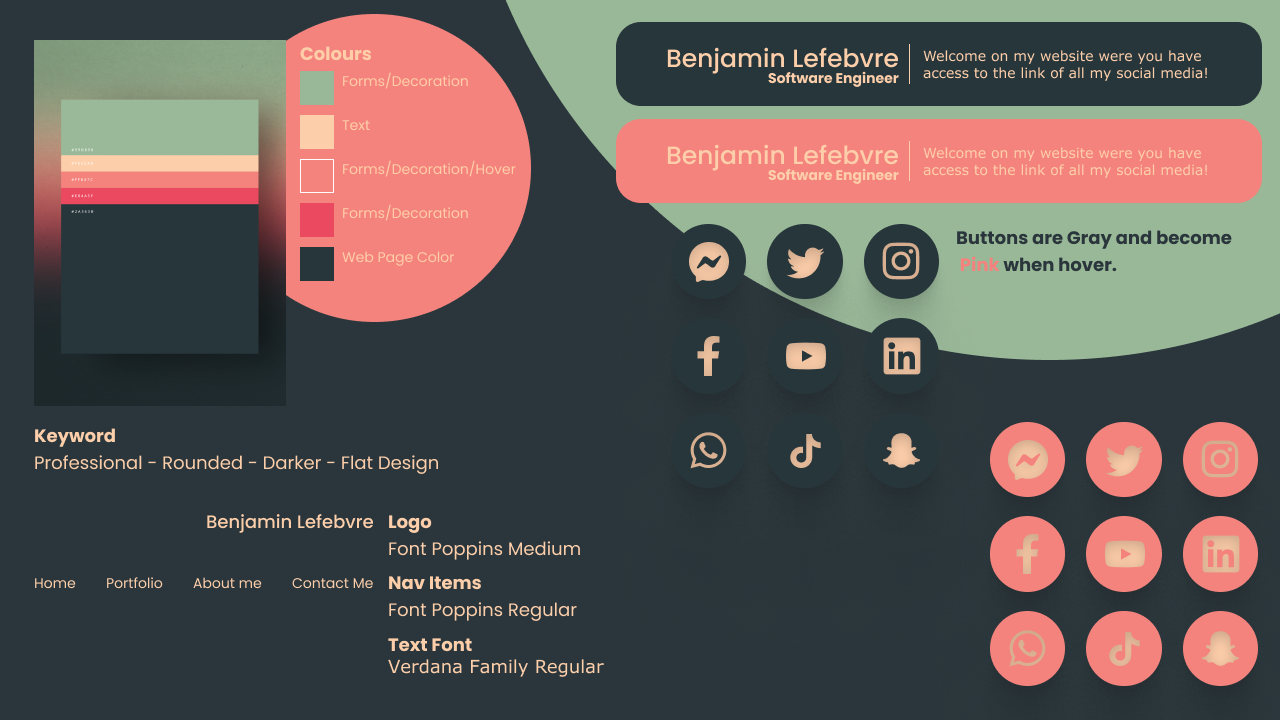 Colours
Forms/Decoration
Text
Forms/Decoration/Hover
Forms/Decoration
Web Page Color
Benjamin Lefebvre
Software Engineer
Welcome on my website were you have
access to the link of all my social media!
Benjamin Lefebvre
Software Engineer
Welcome on my website were you have
access to the link of all my social media!
Buttons are Gray and become
Pink when hover.
Keyword
Professional - Rounded - Darker - Flat Design
Benjamin Lefebvre
Logo
Font Poppins Medium
Home Portfolio About me Contact Me
Nav Items
Font Poppins Regular
Text Font
Verdana Family Regular